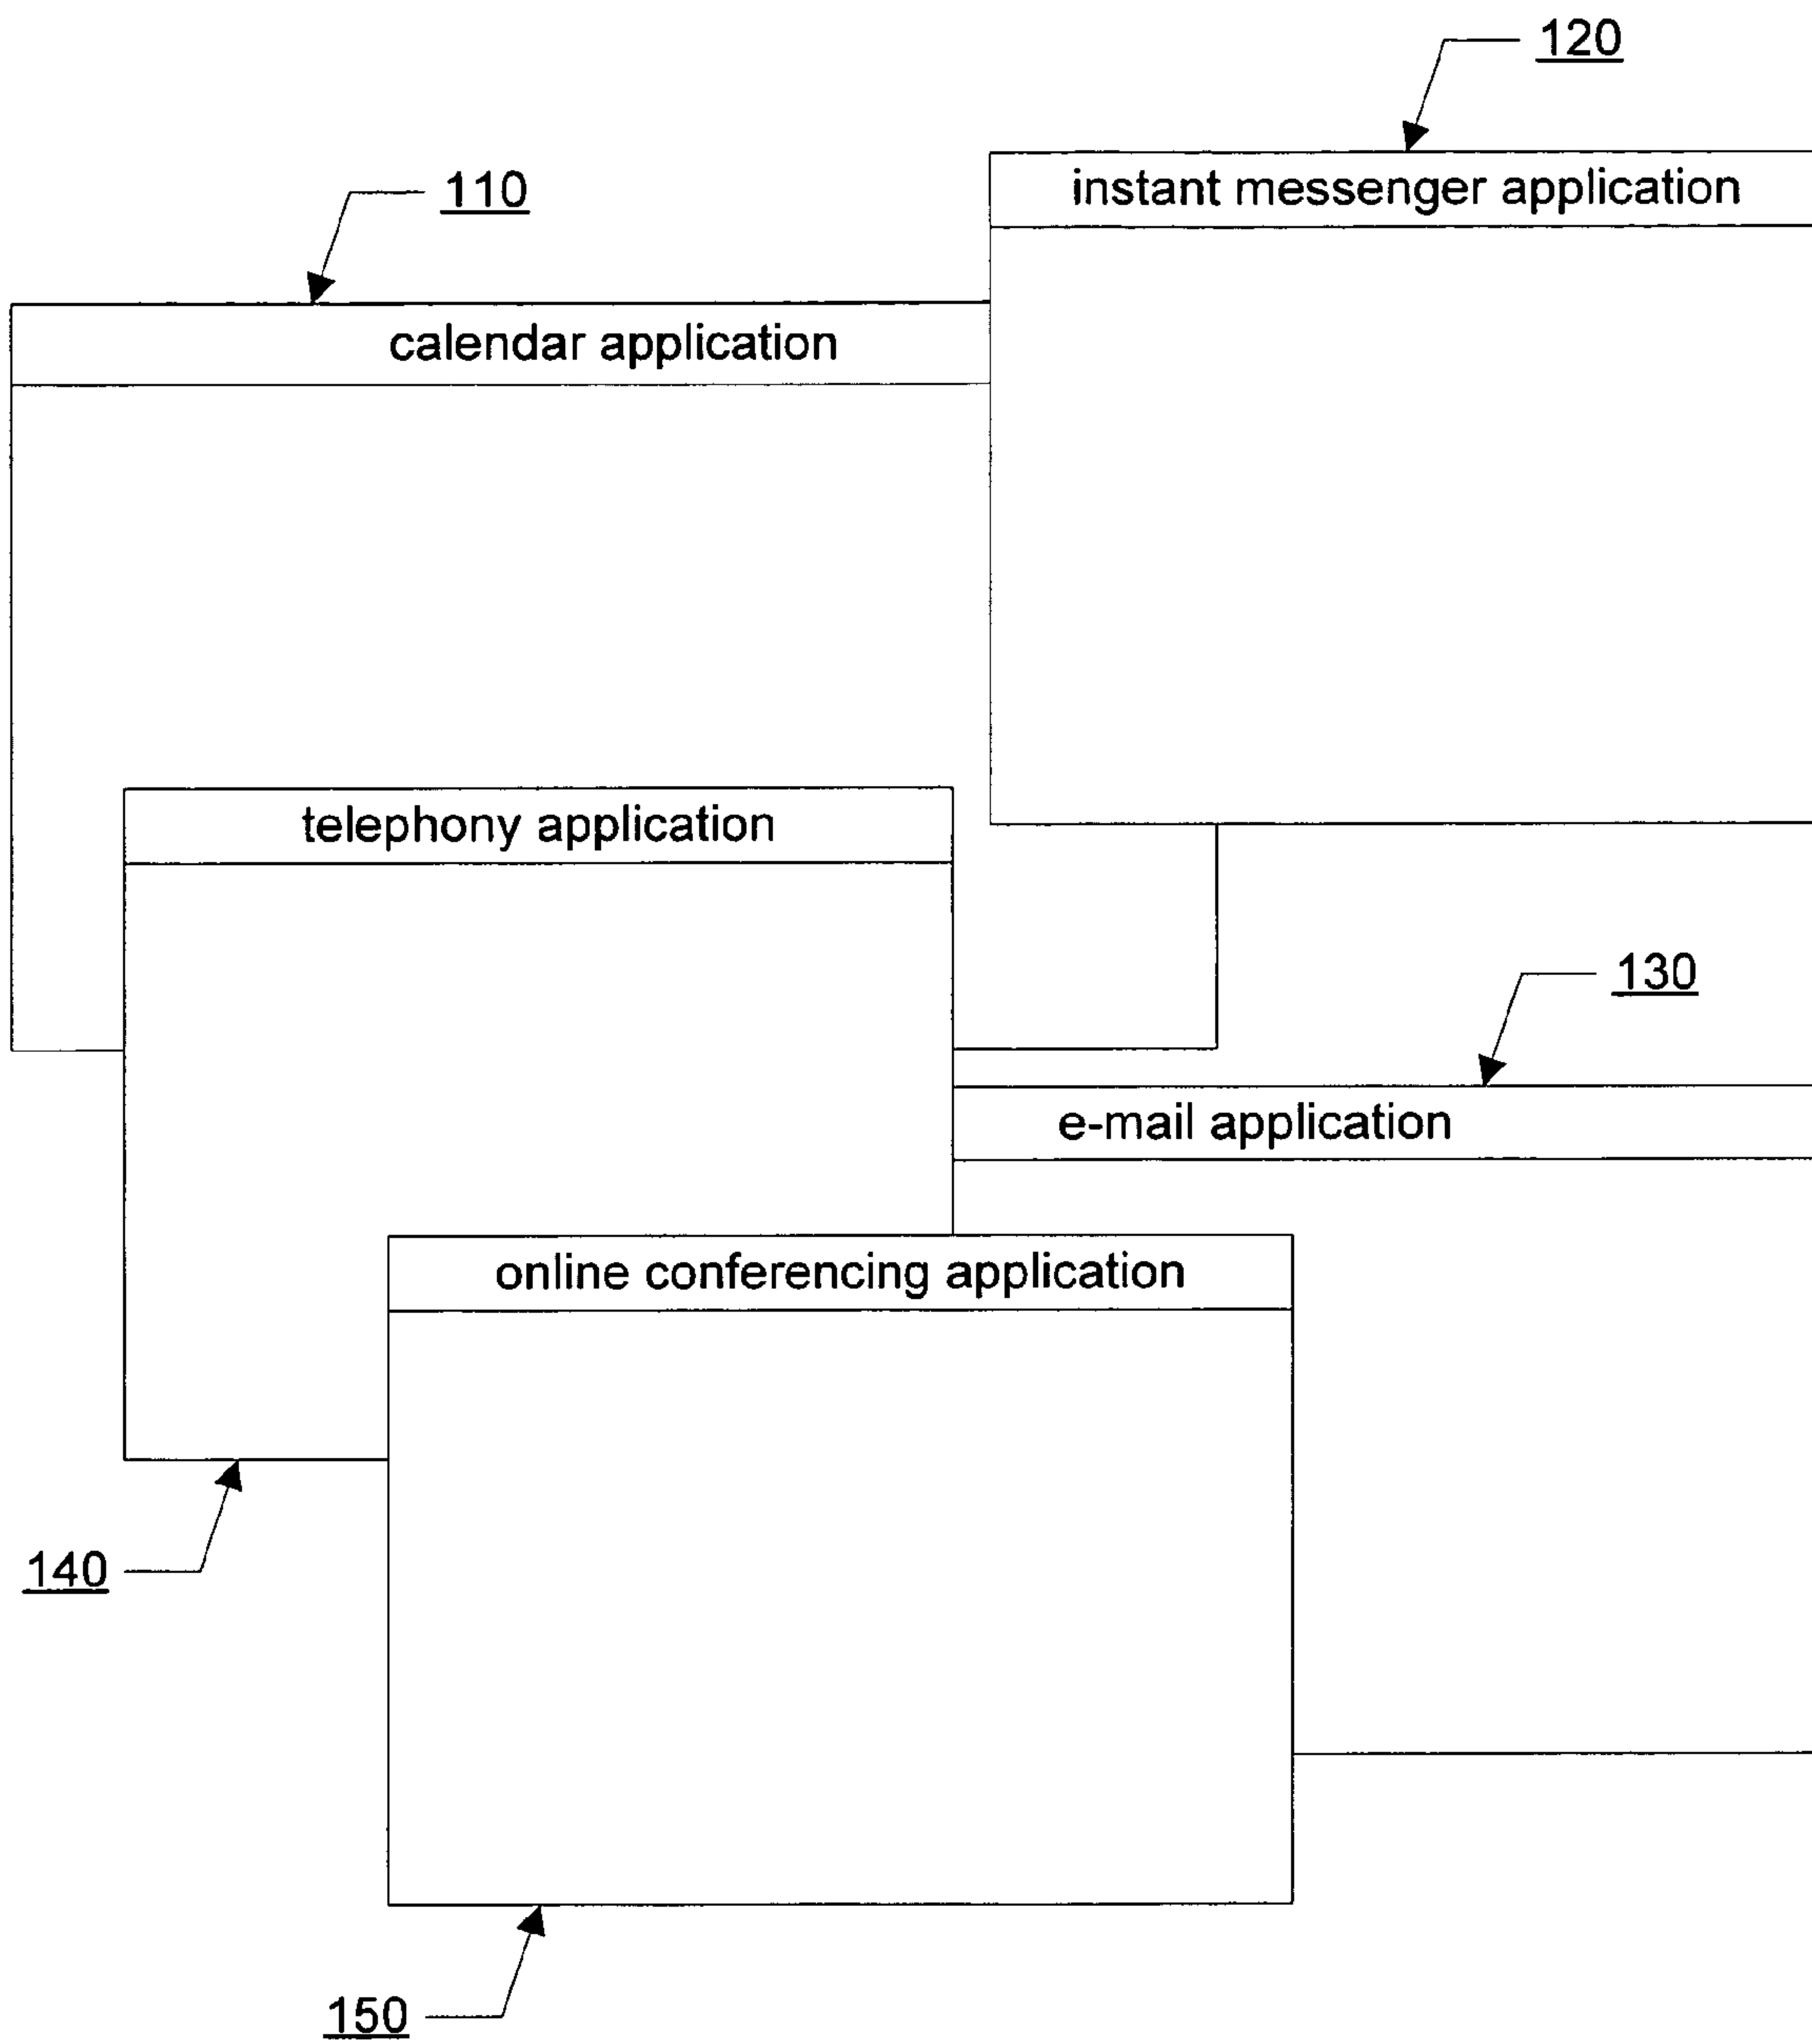 120
instant messenger application
110
calendar application
telephony application
130
e-mail application
online conferencing application
140
150